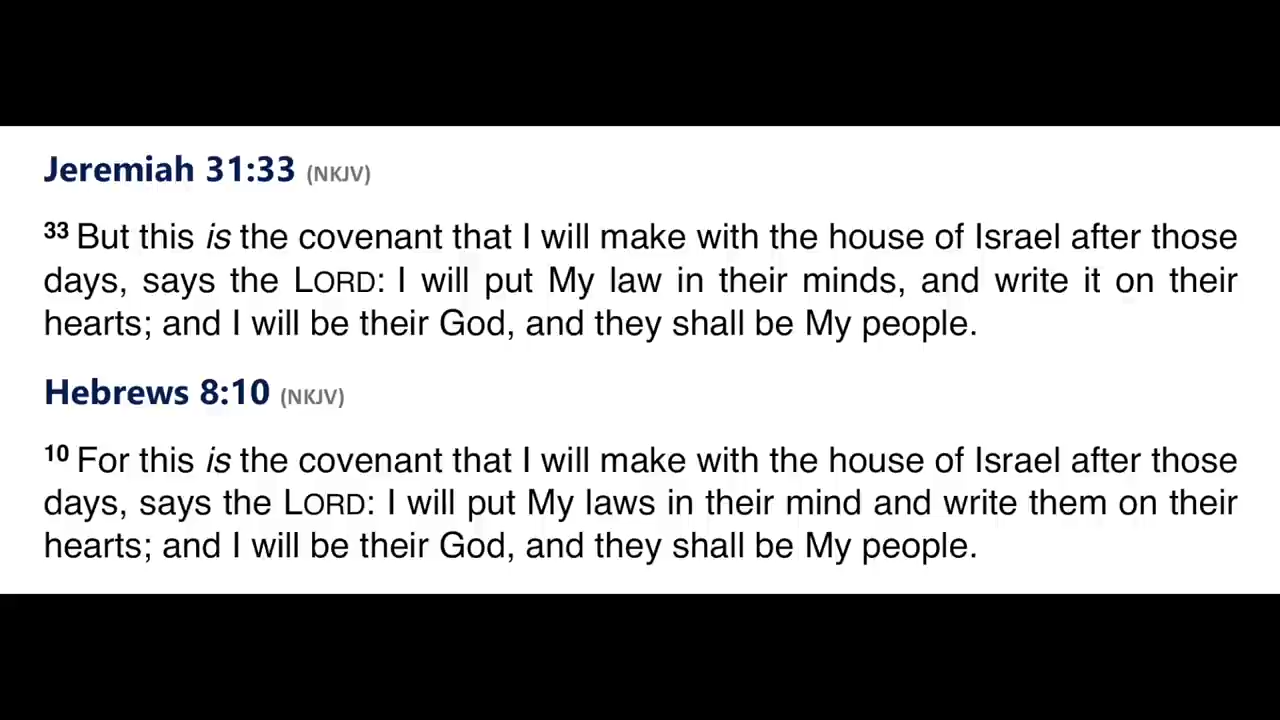 Jeremiah 31:33 (NKJV)
33 But this is the covenant that I will make with the house of Israel after those
days, says the LORD: I will put My law in their minds, and write it on their
hearts; and I will be their God, and they shall be My people.
Hebrews 8:10 (NKJV)
10 For this is the covenant that I will make with the house of Israel after those
days, says the LORD: I will put My laws in their mind and write them on their
hearts; and I will be their God, and they shall be My people.